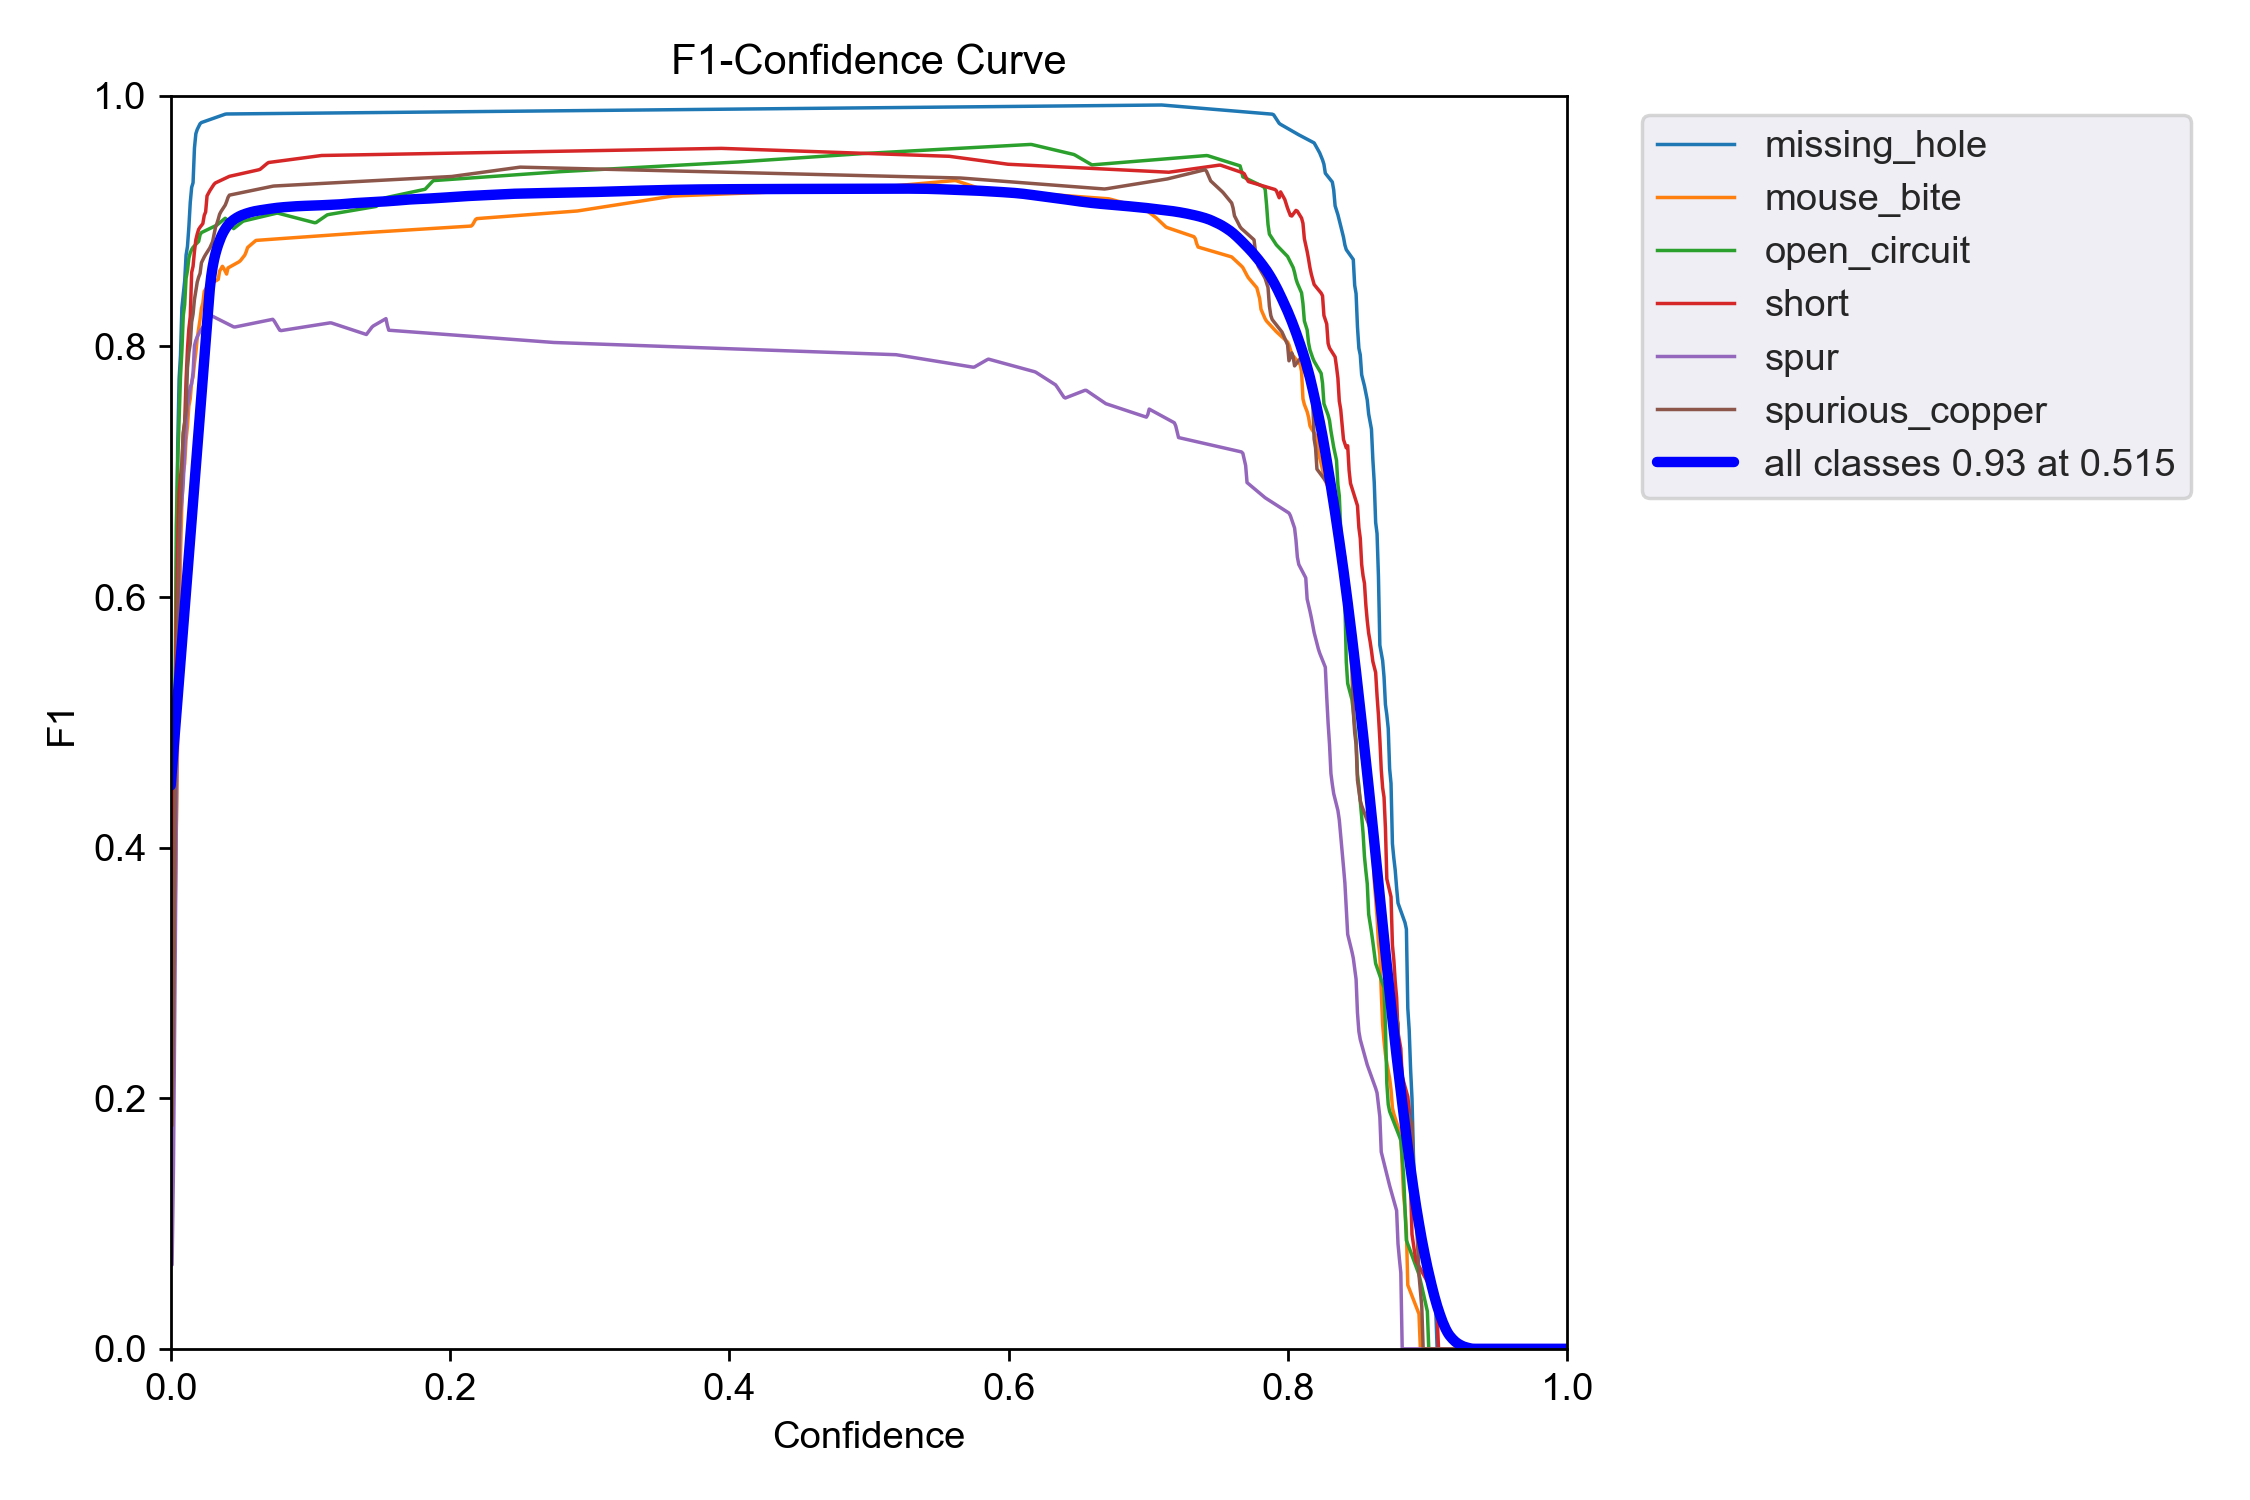 F1-Confidence Curve
1.0
0.8
0.6
0.4
0.2
0.0
F1
0.0 0.2 0.4 0.6 0.8 1.0
Confidence
missing_hole
mouse_bite
open_circuit
short
spur
spurious_copper
all classes 0.93 at 0.515